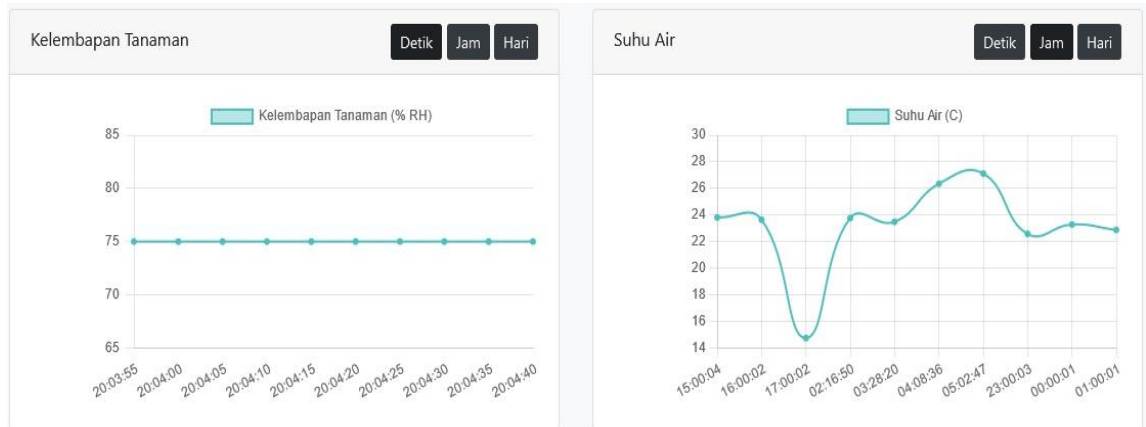 Kelembapan Tanaman
Detik Jam Hari
Kelembapan Tanaman (% RH)
85
80
75
70
65
20:03:55 20:04:00 20:04:05 20:04:10 20:04:15 20:04:20 20:04:25 20:04:30 20:04:35 20:04:40
Suhu Air
Detik Jam Hari
Suhu Air (C)
30
28
26
24
22
20
18
16
14
15:00:04 16:00:02 17:00:02 02:16:50 03:28:20 04:08:36 05:02:47 23:00:03 00:00:01 01:00:01